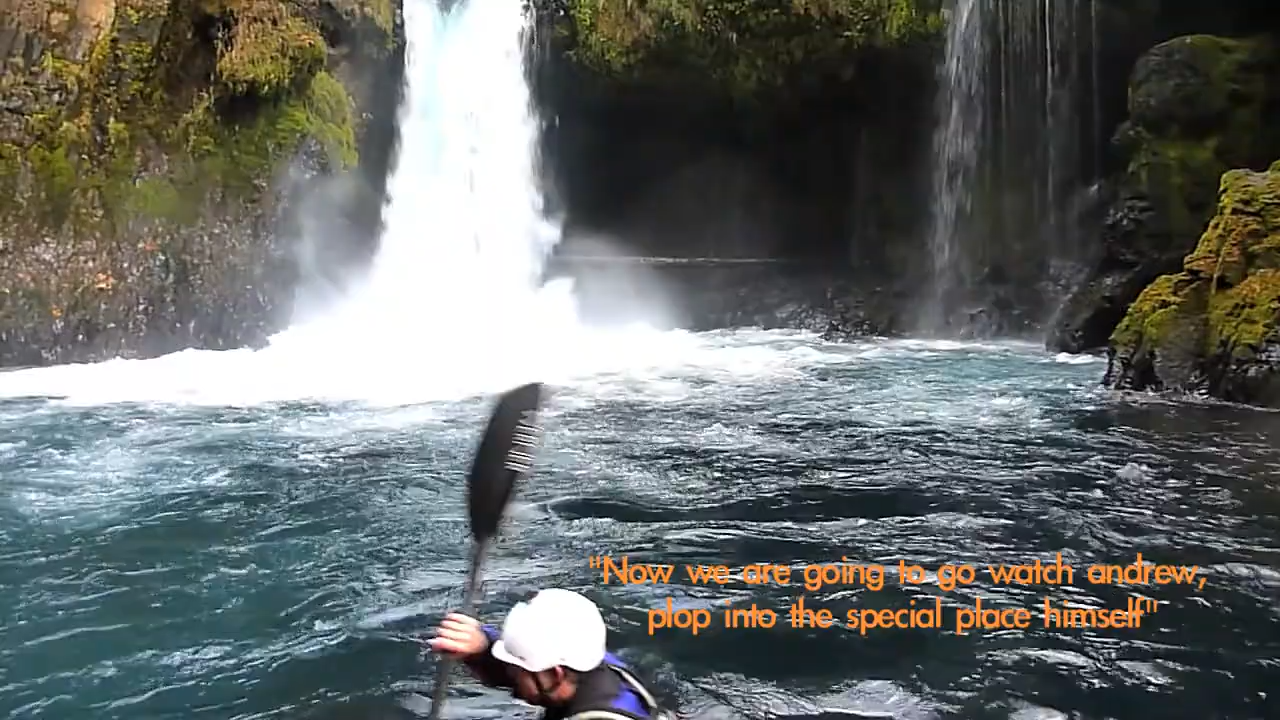 "Now we are going to go watch andrew,
plop into the special place himself"